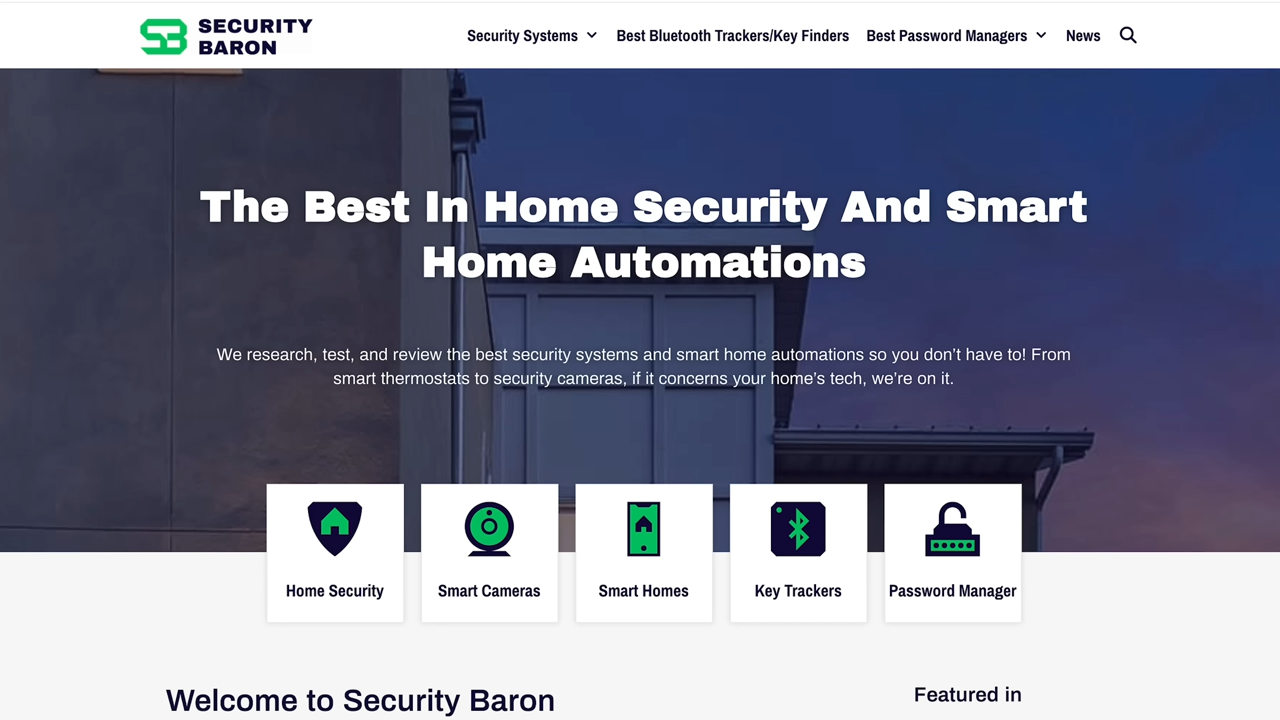 SECURITY
BARON
Security Systems
Best Bluetooth Trackers/Key Finders
Best Password Managers
News
The Best In Home Security And Smart
Home Automations
We research, test, and review the best security systems and smart home automations so you don’t have to! From
smart thermostats to security cameras, if it concerns your home’s tech, we’re on it.
Home Security
Smart Cameras
Smart Homes
Key Trackers
Password Manager
Welcome to Security Baron
Featured in